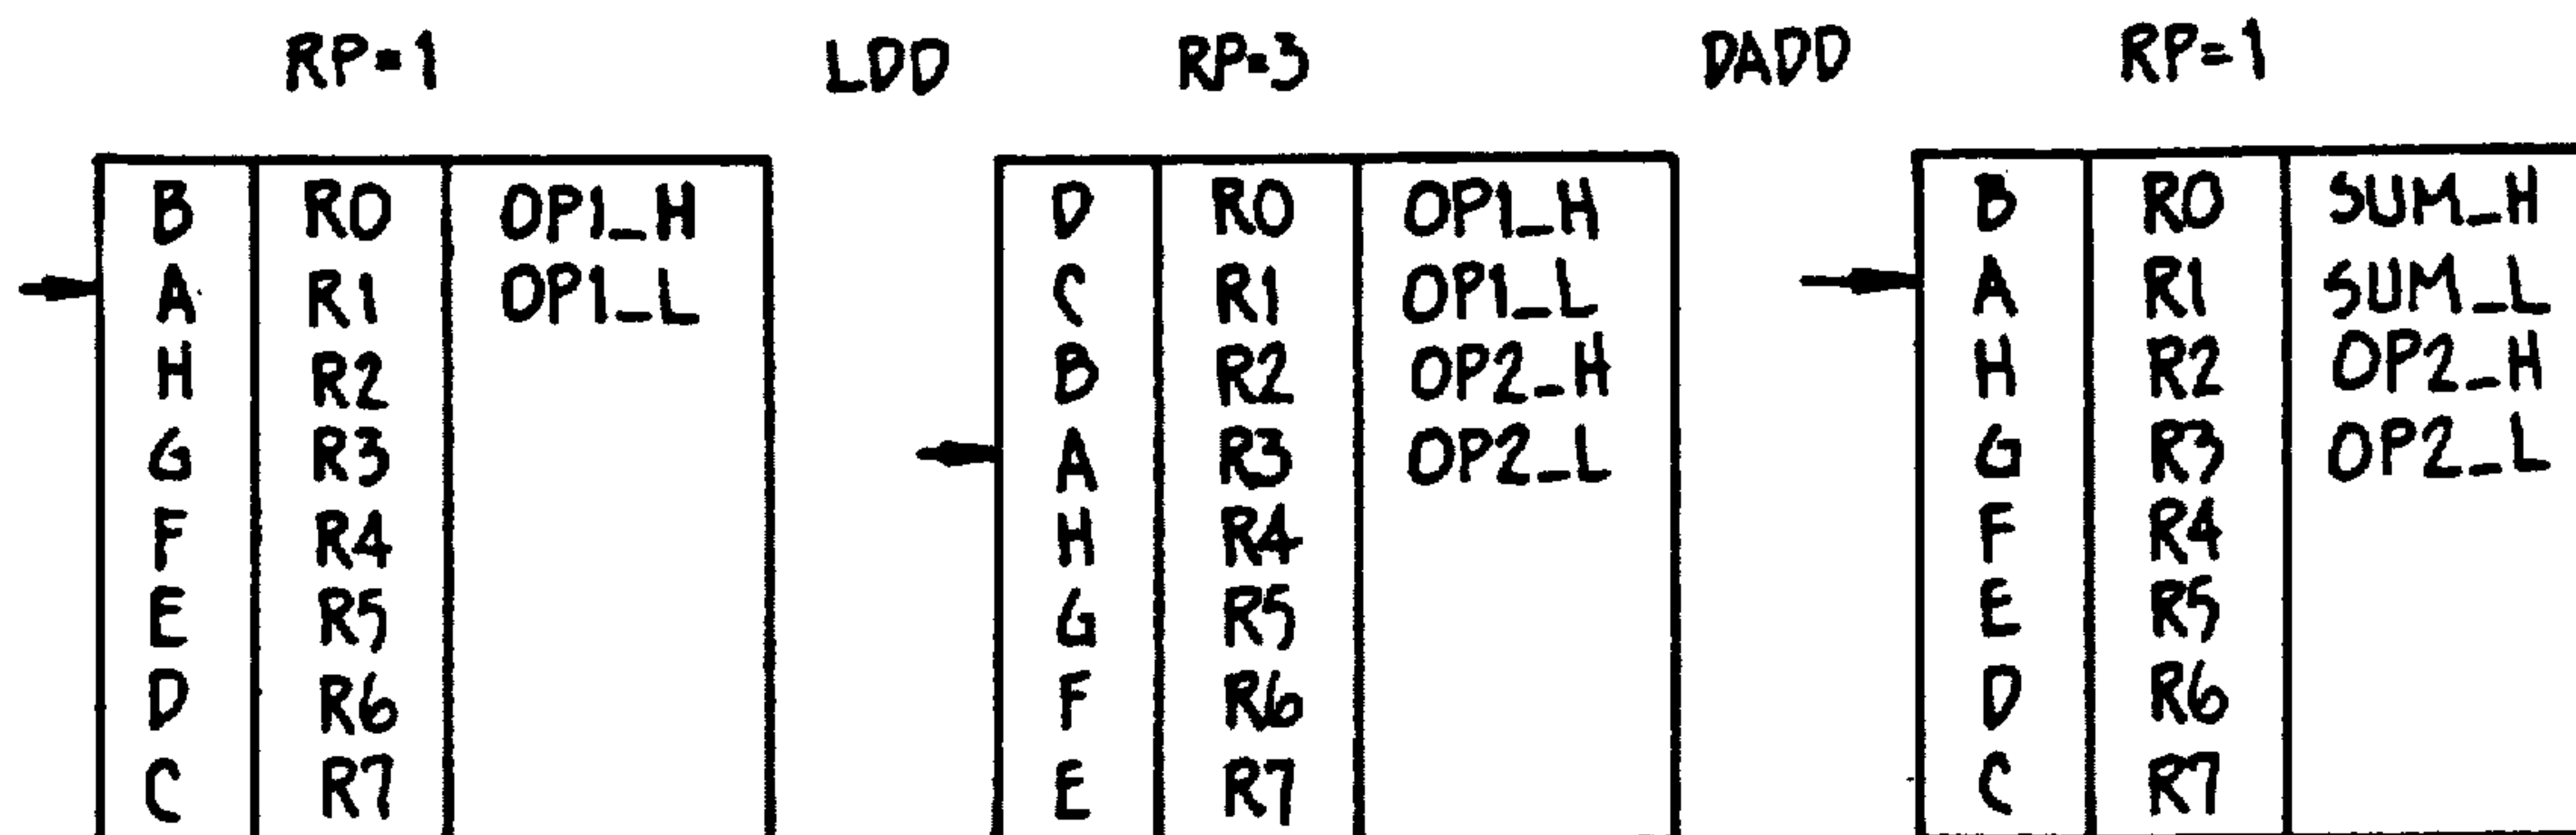 RP=1 LDD RP=3 DADD RP=1
B R0 OP1_H D R0 OP1_H B R0 SUM_H
A R1 OP1_L C R1 OP1_L A R1 SUM_L
H R2 B R2 OP2_H H R2 OP2_H
G R3 A R3 OP2_L G R3 OP2_L
F R4 H R4 F R4
E R5 G R5 E R5
D R6 F R6 D R6
C R7 E R7 C R7